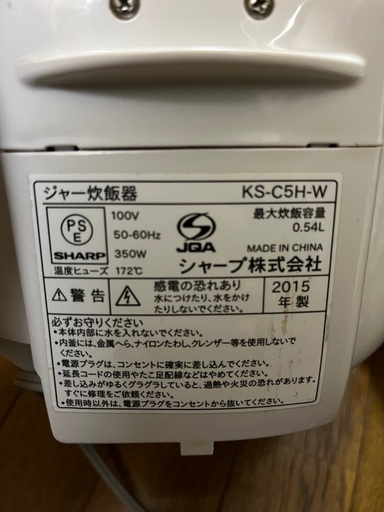 ジャー炊飯器 KS-C5H-W
PS
E
SHARP
100V
50-60Hz
350W
温度ヒューズ 172℃
JQA
最大炊飯容量
0.54L
MADE IN CHINA
シャープ株式会社
警告
感電の恐れあり
水につけたり、水をかけ
たりしないでください。
2015
年製
必ずお守りください
•本体内部に水を入れないでください。
•内釜には、金属へら、ナイロンたわし、クレンザー等を使用しない
でください。
•電源プラグは、コンセントに確実に差し込んでください。
•延長コードの使用やたこ足配線などはやめてください。
•差し込みがゆるくグラグラしていると、過熱や火災の恐れがあります。
すぐに修理をご依頼ください。
•使用時以外は、電源プラグをコンセントから抜いてください。